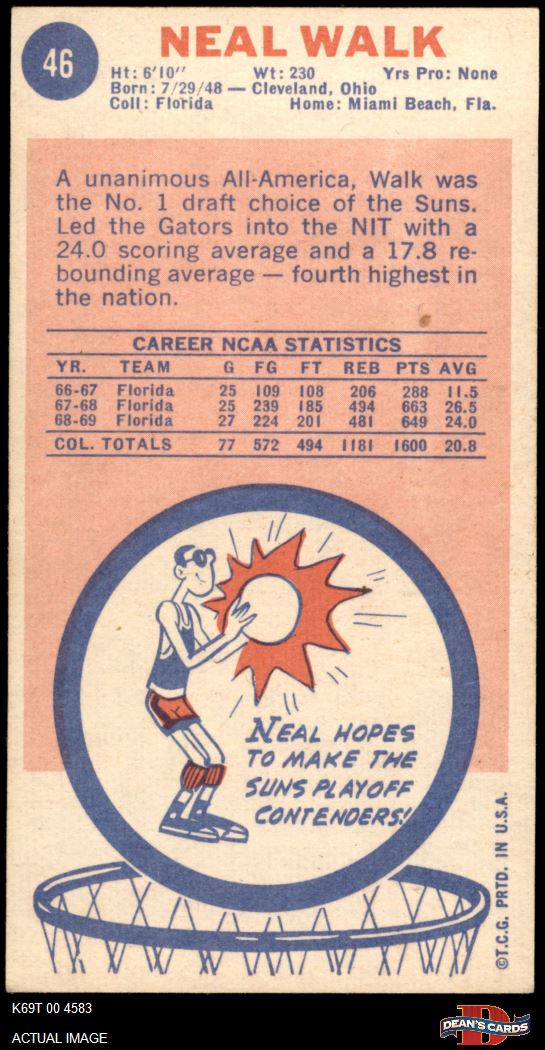 46
NEAL WALK
Ht: 6'10" Wt: 230 Yrs Pro: None
Born: 7/29/48 — Cleveland, Ohio
Coll: Florida Home: Miami Beach, Fla.
A unanimous All-America, Walk was
the No. 1 draft choice of the Suns.
Led the Gators into the NIT with a
24.0 scoring average and a 17.8 re-
bounding average — fourth highest in
the nation.
CAREER NCAA STATISTICS
YR. TEAM G FG FT REB PTS AVG
66-67 Florida 25 109 108 206 288 11.5
67-68 Florida 25 239 185 494 663 26.5
68-69 Florida 27 224 201 481 649 24.0
COL. TOTALS 77 572 494 1181 1600 20.8
NEAL HOPES
TO MAKE THE
SUNS PLAYOFF
CONTENDERS!
©T.C.G. PRTD. IN U.S.A.
K69T 00 4583
ACTUAL IMAGE
D
DEAN'S CARDS